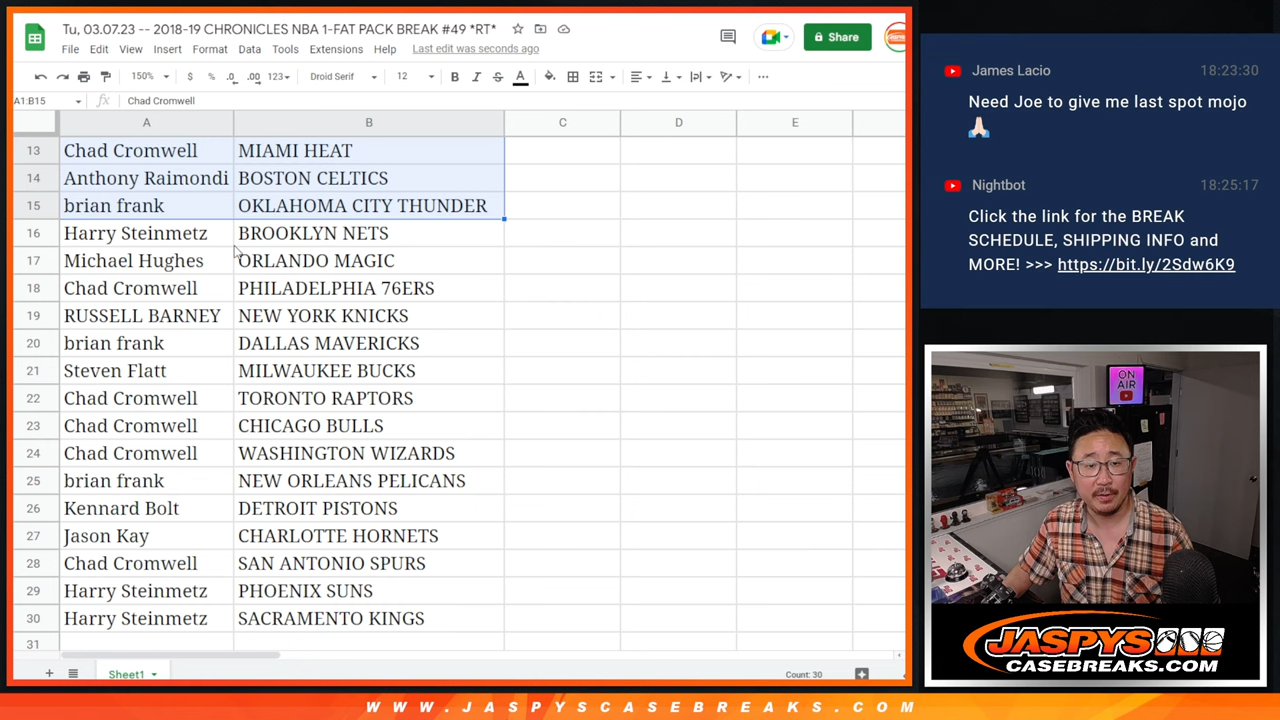 Tu, 03.07.23 -- 2018-19 CHRONICLES NBA 1-FAT PACK BREAK #49 *RT*
File Edit View Insert Format Data Tools Extensions Help Last edit was seconds ago
Share
150% $ % .0 .00 123 Droid Serif 12 B I S A
A1:B15 fx Chad Cromwell
A B C D E
13 Chad Cromwell MIAMI HEAT
14 Anthony Raimondi BOSTON CELTICS
15 brian frank OKLAHOMA CITY THUNDER
16 Harry Steinmetz BROOKLYN NETS
17 Michael Hughes ORLANDO MAGIC
18 Chad Cromwell PHILADELPHIA 76ERS
19 RUSSELL BARNEY NEW YORK KNICKS
20 brian frank DALLAS MAVERICKS
21 Steven Flatt MILWAUKEE BUCKS
22 Chad Cromwell TORONTO RAPTORS
23 Chad Cromwell CHICAGO BULLS
24 Chad Cromwell WASHINGTON WIZARDS
25 brian frank NEW ORLEANS PELICANS
26 Kennard Bolt DETROIT PISTONS
27 Jason Kay CHARLOTTE HORNETS
28 Chad Cromwell SAN ANTONIO SPURS
29 Harry Steinmetz PHOENIX SUNS
30 Harry Steinmetz SACRAMENTO KINGS
31
Sheet1 Count: 30
James Lacio 18:23:30
Need Joe to give me last spot mojo
Nightbot 18:25:17
Click the link for the BREAK
SCHEDULE, SHIPPING INFO and
MORE! >>> https://bit.ly/2Sdw6K9
ON
AIR
JASPYS
CASEBREAKS.COM
WWW.JASPYSCASEBREAKS.COM